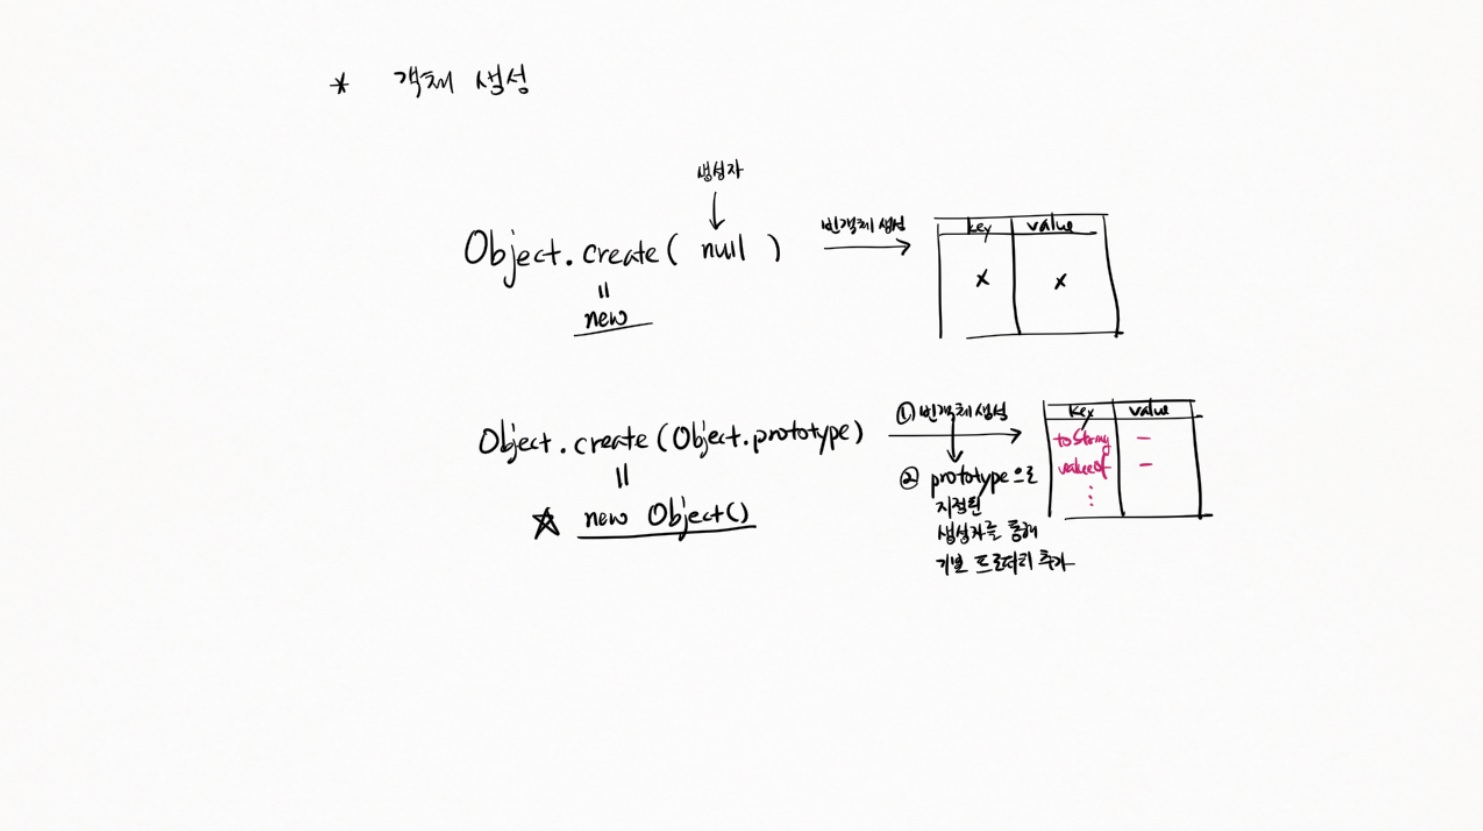 * 객체 생성
생성자
Object.create( null )
빈객체 생성
key value
x x
=
new
Object.create(Object.prototype)
① 빈객체생성
key value
toString -
valueOf -
⋮
② prototype으로
지정된
생성자를 통해
기본 프로퍼티 추가
=
☆ new Object()